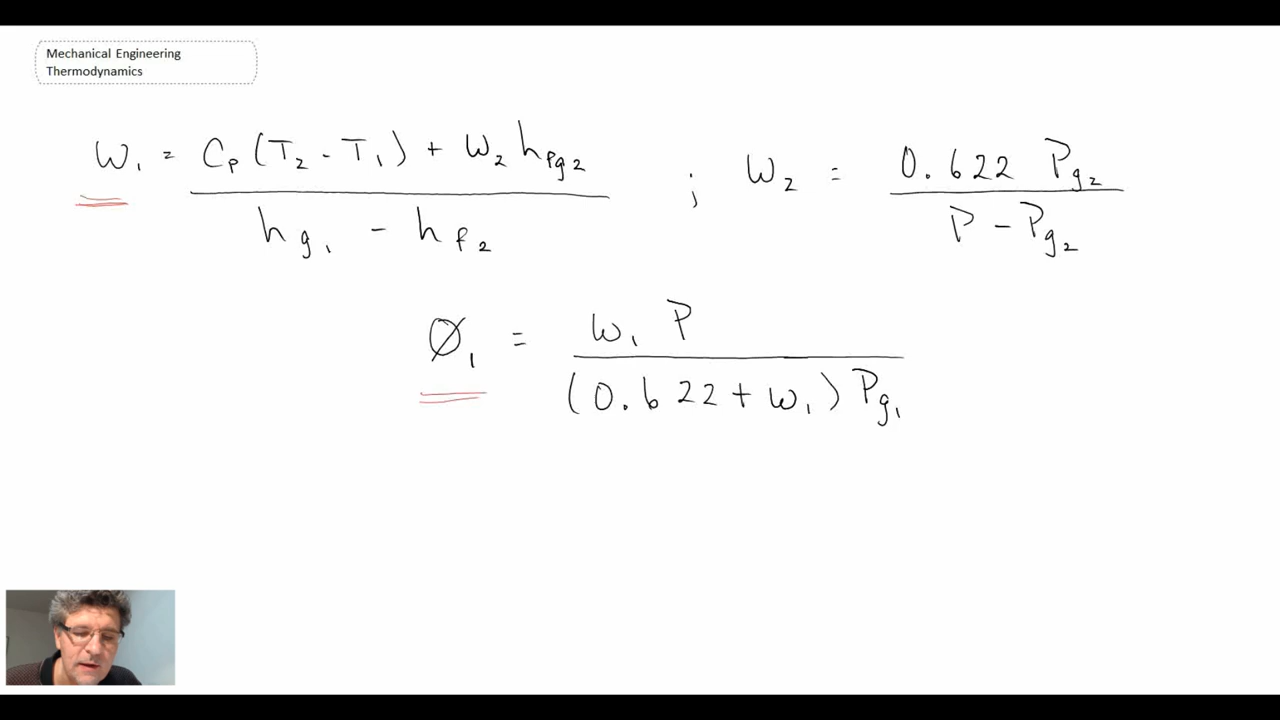 Mechanical Engineering
Thermodynamics
ω₁ = Cp (T₂ - T₁) + ω₂ hfg₂ / hg₁ - hf₂ ; ω₂ = 0.622 Pg₂ / P - Pg₂
Ø₁ = ω₁ P / (0.622 + ω₁) Pg₁